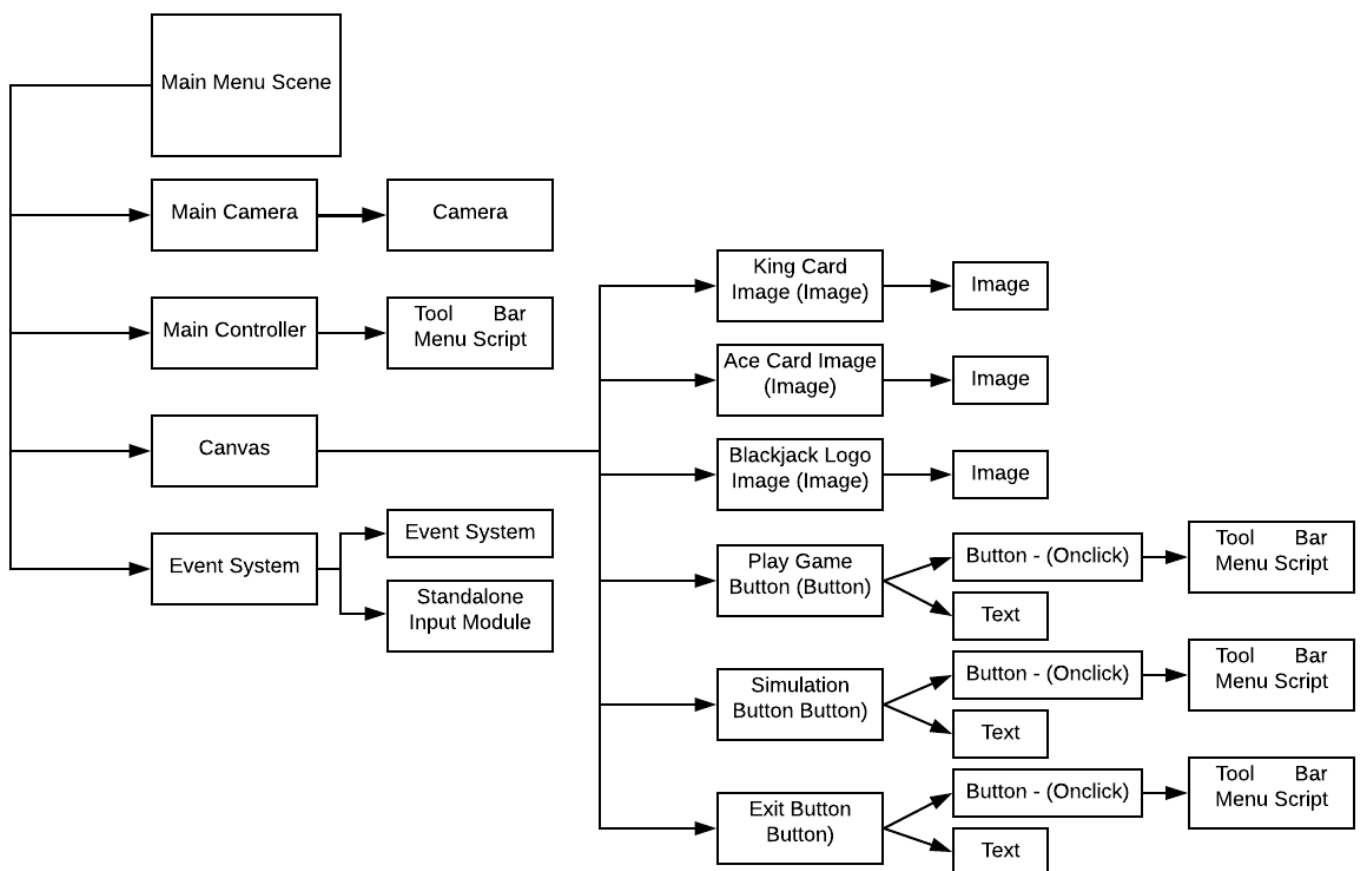 Main Menu Scene
Main Camera
Camera
Main Controller
Tool Bar
Menu Script
Canvas
Event System
Event System
Standalone
Input Module
King Card
Image (Image)
Image
Ace Card Image
(Image)
Image
Blackjack Logo
Image (Image)
Image
Play Game
Button (Button)
Button - (Onclick)
Tool Bar
Menu Script
Text
Simulation
Button Button)
Button - (Onclick)
Tool Bar
Menu Script
Text
Exit Button
Button)
Button - (Onclick)
Tool Bar
Menu Script
Text